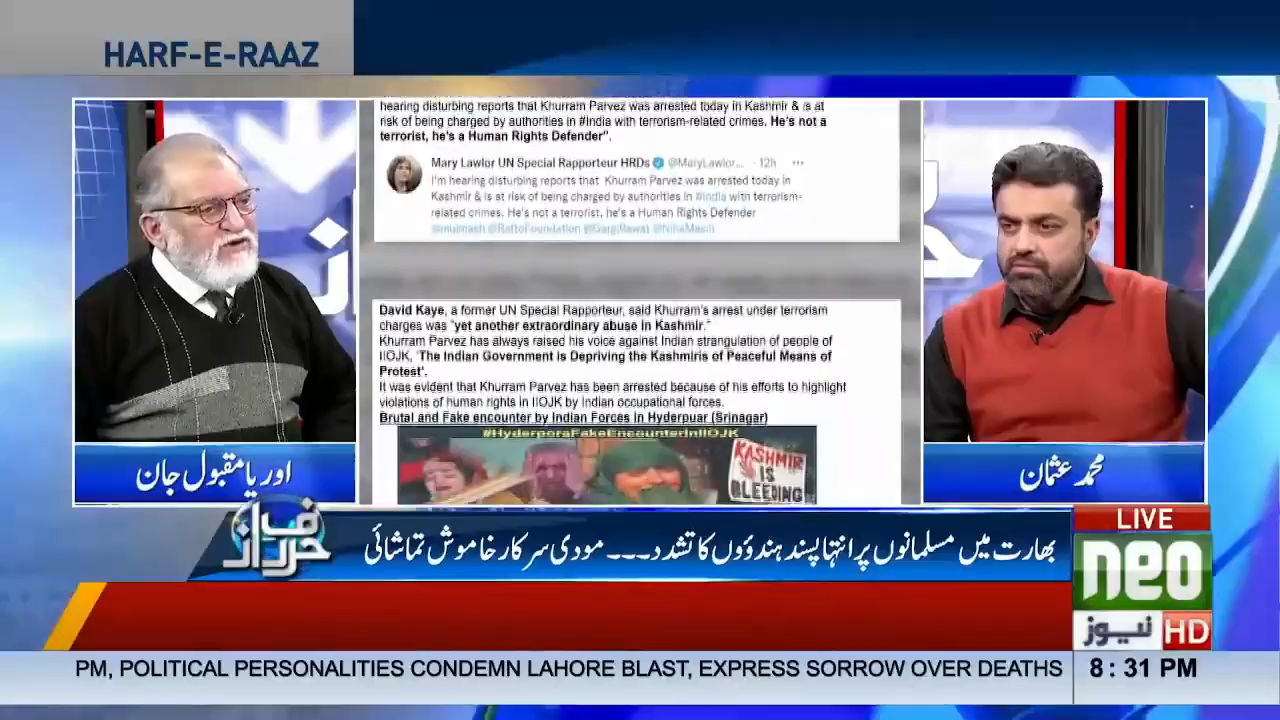 HARF-E-RAAZ
hearing disturbing reports that Khurram Parvez was arrested today in Kashmir & is at
risk of being charged by authorities in #India with terrorism-related crimes. He's not a
terrorist, he's a Human Rights Defender".
Mary Lawlor UN Special Rapporteur HRDs @MaryLawlor... · 12h ...
I'm hearing disturbing reports that Khurram Parvez was arrested today in
Kashmir & is at risk of being charged by authorities in #India with terrorism-
related crimes. He's not a terrorist, he's a Human Rights Defender
@mulmash @RaftoFoundation @GargiRawat @NihaMasih
David Kaye, a former UN Special Rapporteur, said Khurram's arrest under terrorism
charges was "yet another extraordinary abuse in Kashmir."
Khurram Parvez has always raised his voice against Indian strangulation of people of
IIOJK, 'The Indian Government is Depriving the Kashmiris of Peaceful Means of
Protest'.
It was evident that Khurram Parvez has been arrested because of his efforts to highlight
violations of human rights in IIOJK by Indian occupational forces.
Brutal and Fake encounter by Indian Forces in Hyderpuar (Srinagar)
#HyderporaFakeEncounterInIIOJK
KASHMIR
IS
BLEEDING
اوریا مقبول جان
محمد عثمان
حرف راز
بھارت میں مسلمانوں پر انتہا پسند ہندوؤں کا تشدد۔۔۔مودی سرکار خاموش تماشائی
LIVE
neo
نیوز HD
PM, POLITICAL PERSONALITIES CONDEMN LAHORE BLAST, EXPRESS SORROW OVER DEATHS
8:31 PM